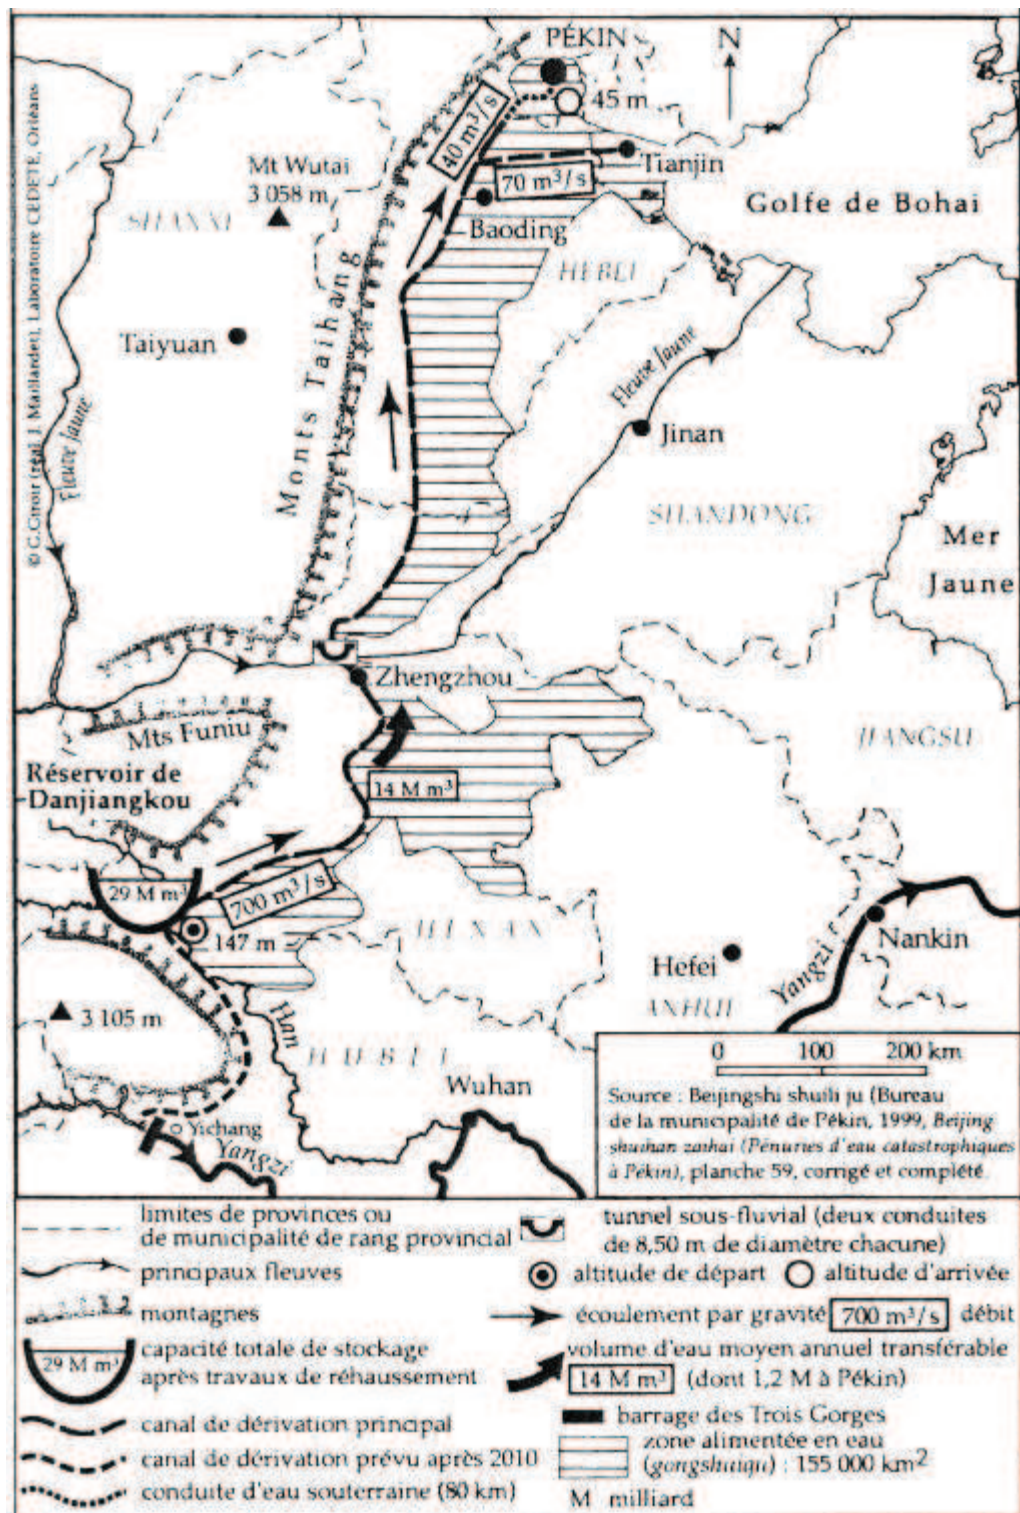 PÉKIN
N
45 m
40 m³/s
Tianjin
70 m³/s
Mt Wutai
3 058 m
SHANXI
Baoding
Golfe de Bohai
HEBEI
Monts Taihang
Taiyuan
Fleuve Jaune
Fleuve Jaune
Jinan
SHANDONG
Mer
Jaune
© C.Cinoir (réal. J. Maillardet), Laboratoire CEDETE, Orléans
Zhengzhou
Mts Funiu
JIANGSU
Réservoir de
Danjiangkou
14 M m³
29 M m³
700 m³/s
147 m
HENAN
Nankin
Hefei
Yangzi
ANHUI
3 105 m
Han
HUBEI
Wuhan
Yichang
Yangzi
0 100 200 km
Source : Beijingshi shuili ju (Bureau
de la municipalité de Pékin, 1999, Beijing
shuihan zaihai (Pénuries d'eau catastrophiques
à Pékin), planche 59, corrigé et complété.
limites de provinces ou
de municipalité de rang provincial
principaux fleuves
montagnes
29 M m³
capacité totale de stockage
après travaux de réhaussement
canal de dérivation principal
canal de dérivation prévu après 2010
conduite d'eau souterraine (80 km)
tunnel sous-fluvial (deux conduites
de 8,50 m de diamètre chacune)
altitude de départ
altitude d'arrivée
écoulement par gravité
700 m³/s
débit
volume d'eau moyen annuel transférable
14 M m³
(dont 1,2 M à Pékin)
barrage des Trois Gorges
zone alimentée en eau
(gongshuiqu) : 155 000 km²
M milliard